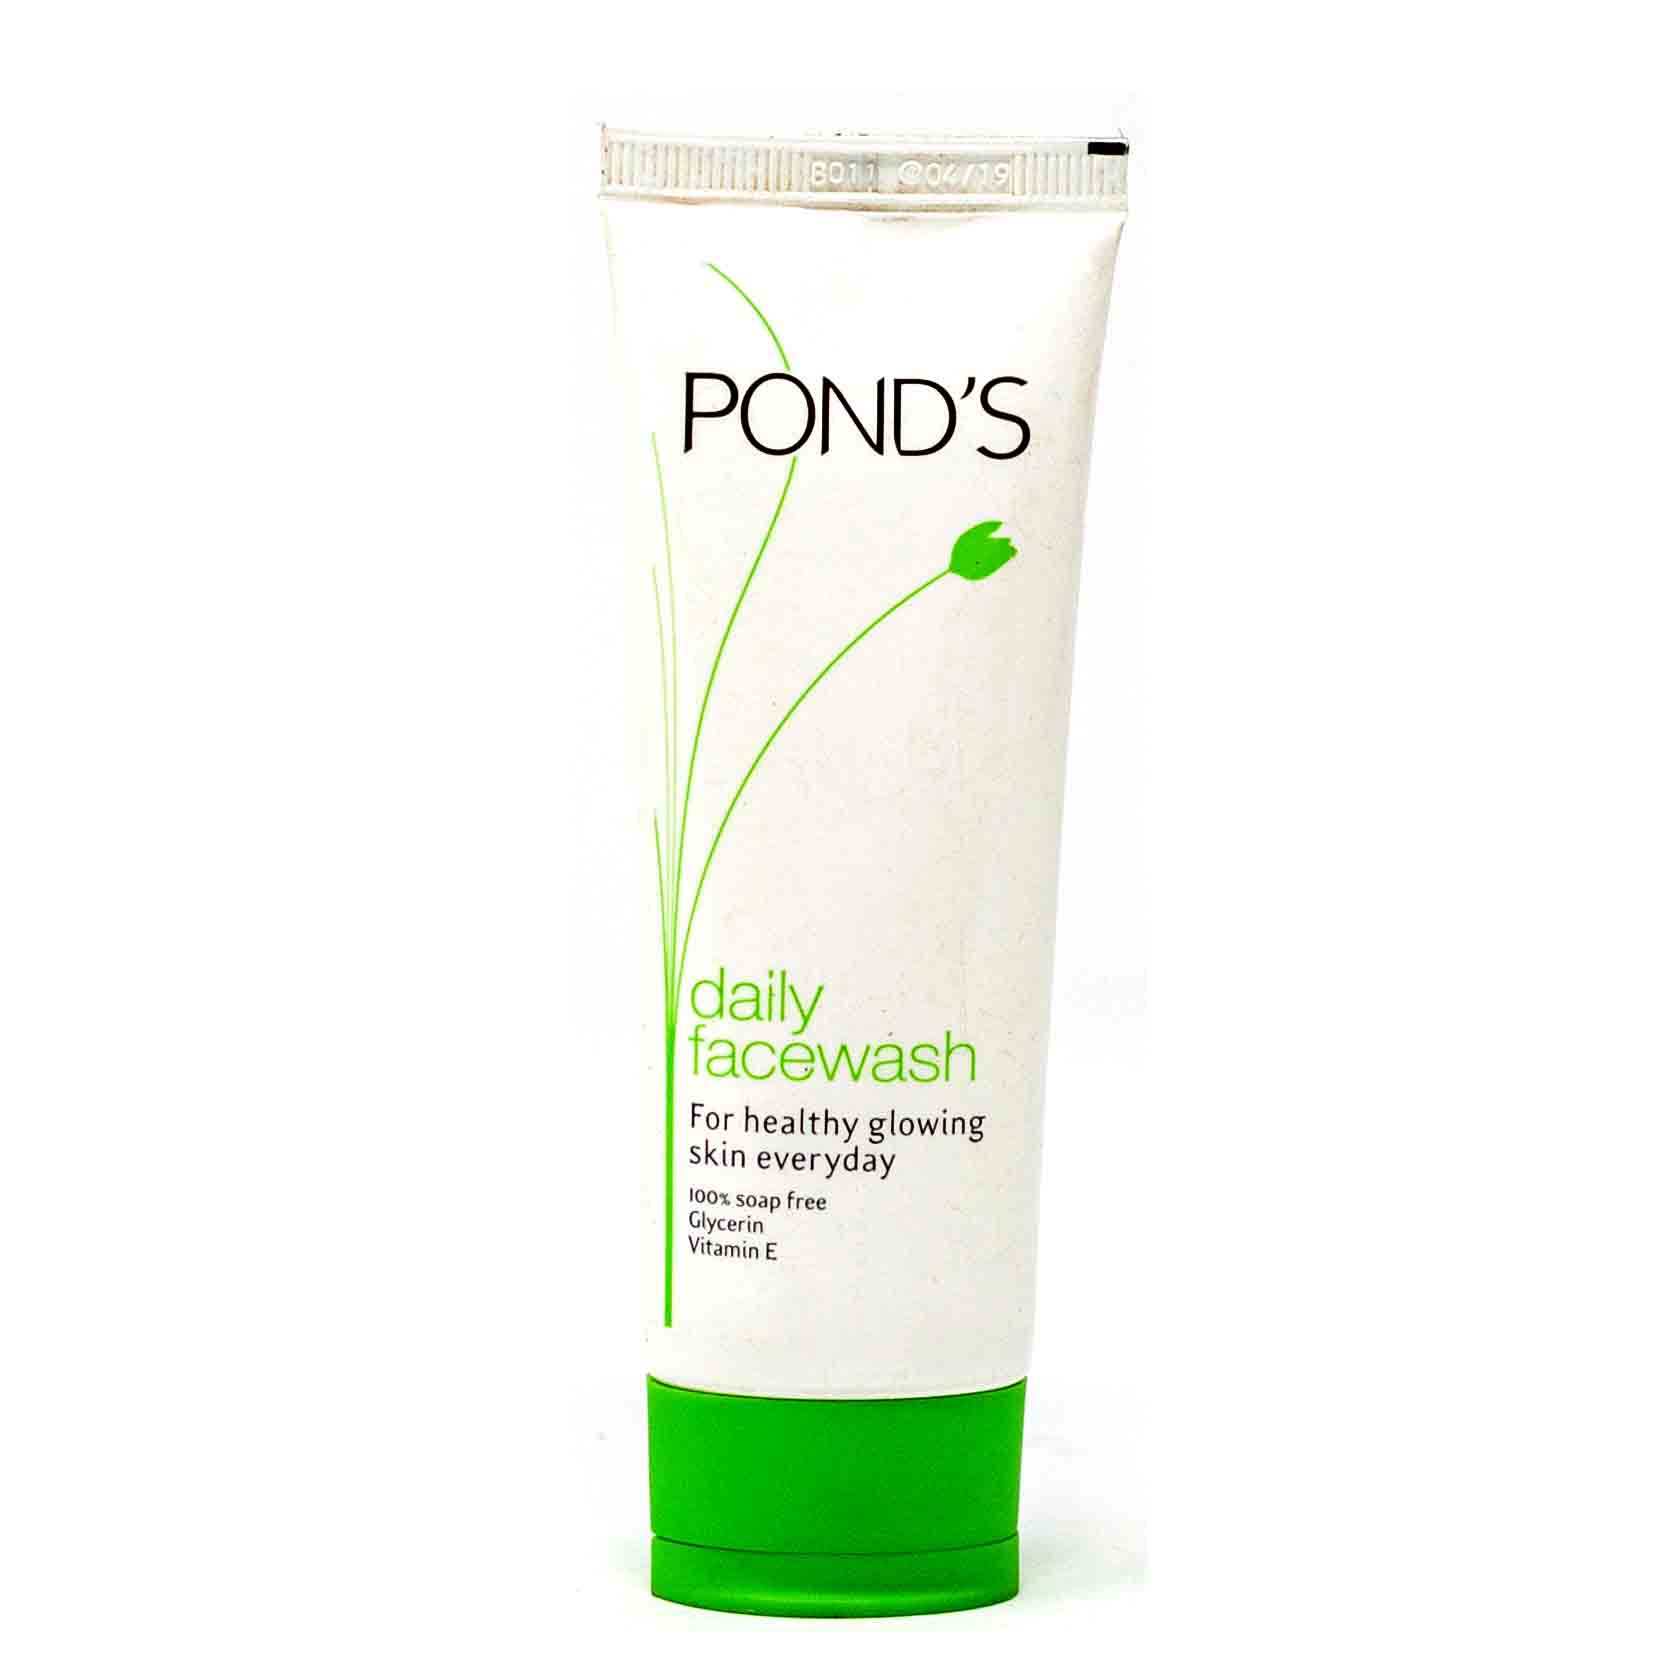 B011 @04/19
POND'S
daily
facewash
For healthy glowing
skin everyday
100% soap free
Glycerin
Vitamin E